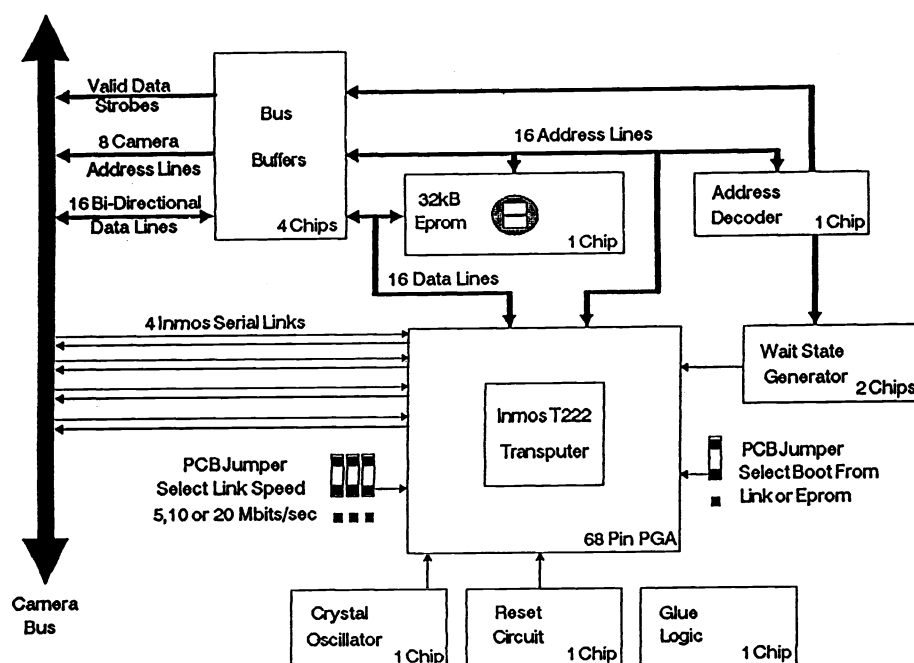 Valid Data
Strobes
8 Camera
Address Lines
16 Bi-Directional
Data Lines
Bus
Buffers
4 Chips
16 Address Lines
32kB
Eprom
1 Chip
Address
Decoder
1 Chip
16 Data Lines
4 Inmos Serial Links
Wait State
Generator
2 Chips
Inmos T222
Transputer
68 Pin PGA
PCB Jumper
Select Link Speed
5,10 or 20 Mbits/sec
PCB Jumper
Select Boot From
Link or Eprom
Camera
Bus
Crystal
Oscillator
1 Chip
Reset
Circuit
1 Chip
Glue
Logic
1 Chip